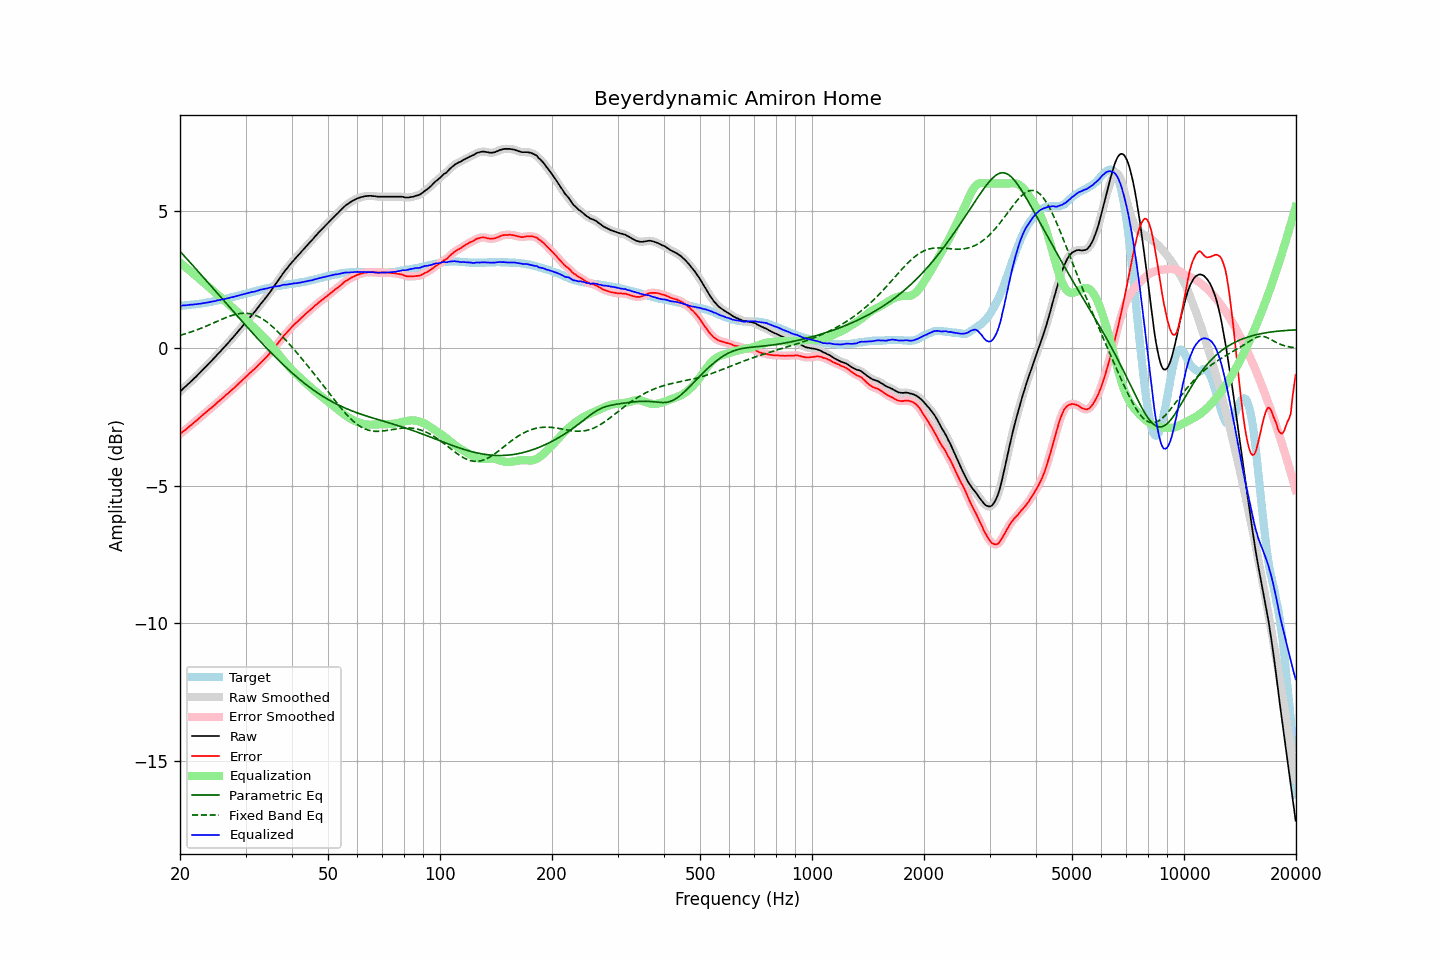 Beyerdynamic Amiron Home
Amplitude (dBr)
5
0
−5
−10
−15
Target
Raw Smoothed
Error Smoothed
Raw
Error
Equalization
Parametric Eq
Fixed Band Eq
Equalized
20 50 100 200 500 1000 2000 5000 10000 20000
Frequency (Hz)